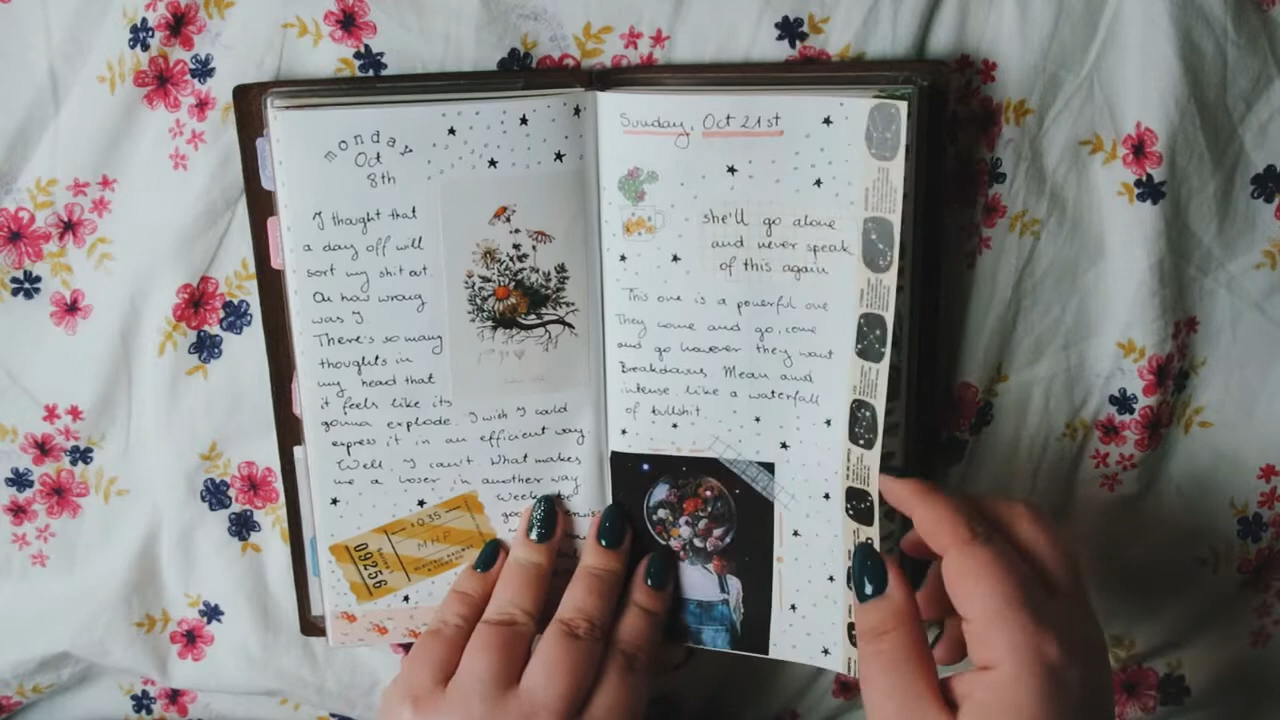 monday
Oct
8th
I thought that
a day off will
sort my shit out.
Oh how wrong
was I.
There's so many
thoughts in
my head that
it feels like its
gonna explode. I wish I could
express it in an efficient way.
Well, I can't. What makes
me a loser in another way
$0.35
MHP
ELECTRIC RAILWAY
& LIGHT CO.
09256
Sunday, Oct 21st
she'll go alone
and never speak
of this again
This one is a powerful one
They come and go, come
and go however they want
Breakdowns. Mean and
intense, like a waterfall
of bullshit.